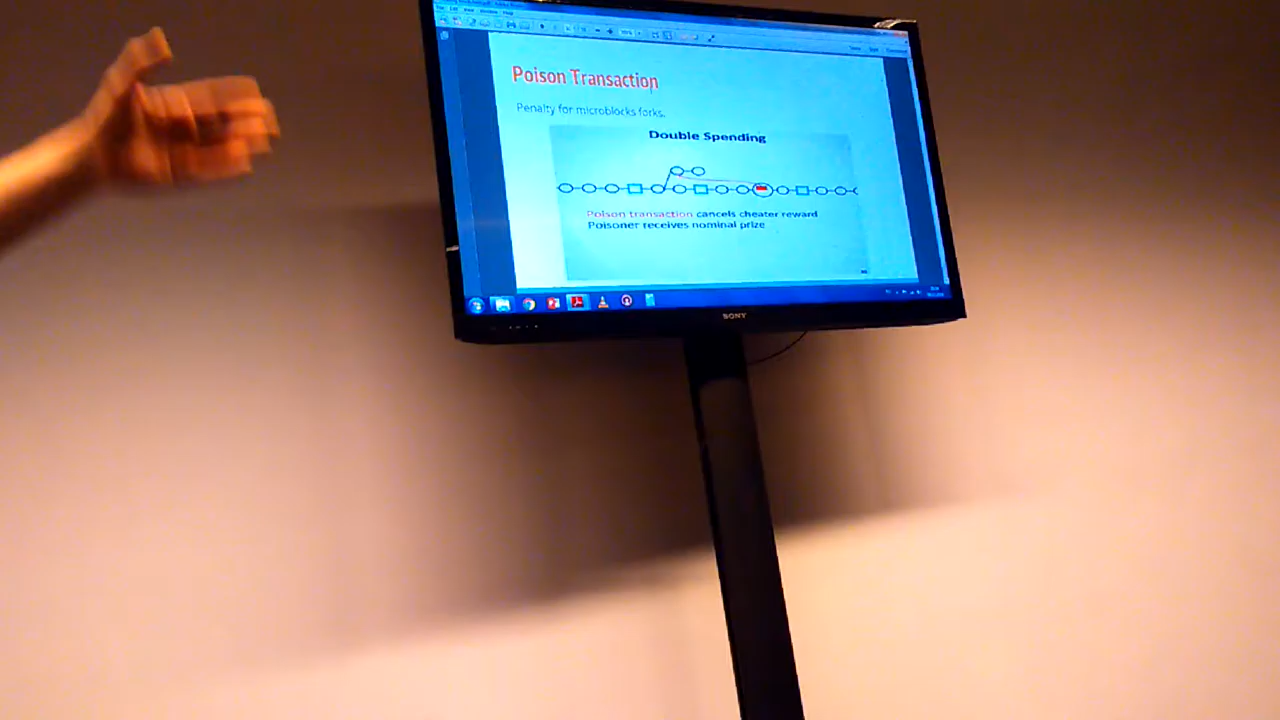 Poison Transaction
Penalty for microblocks forks.
Double Spending
Poison transaction cancels cheater reward
Poisoner receives nominal prize
SONY